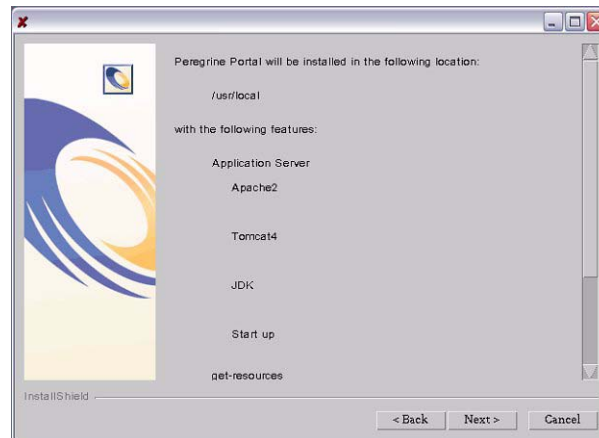 Peregrine Portal will be installed in the following location:
/usr/local
with the following features:
Application Server
Apache2
Tomcat4
JDK
Start up
get-resources
InstallShield
< Back
Next >
Cancel